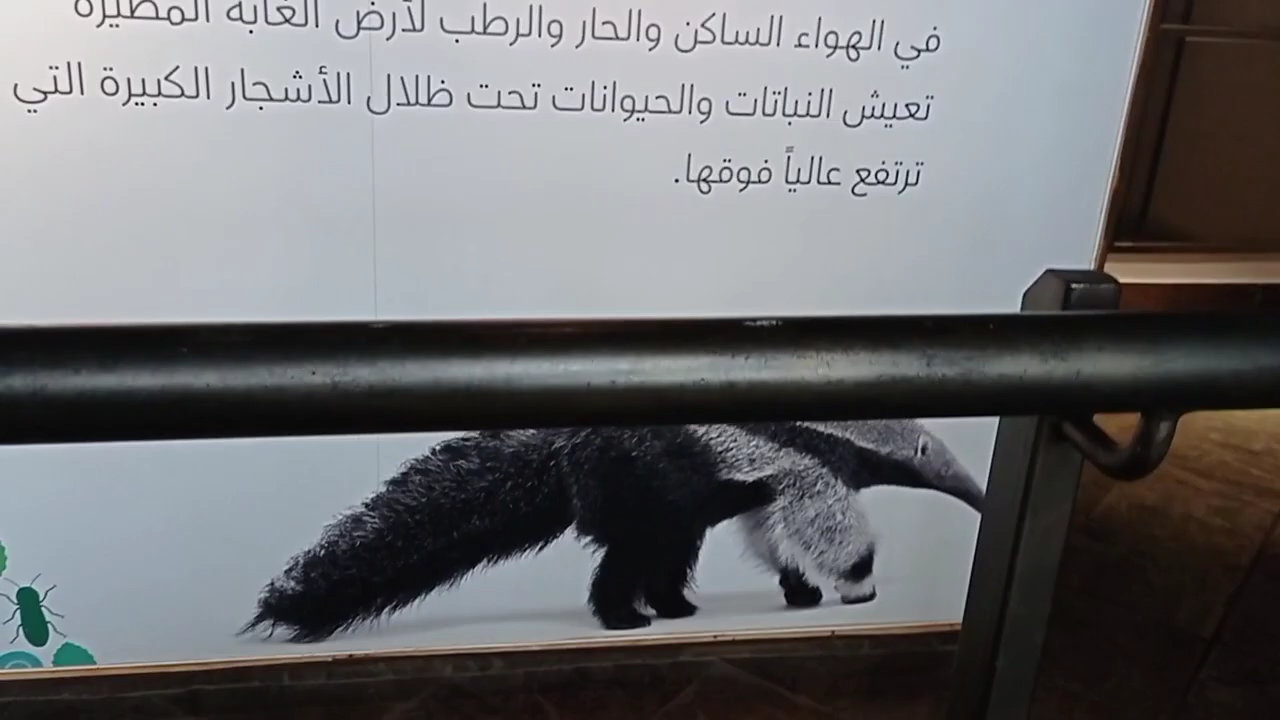 في الهواء الساكن والحار والرطب لأرض الغابة المطيرة
تعيش النباتات والحيوانات تحت ظلال الأشجار الكبيرة التي
ترتفع عالياً فوقها.